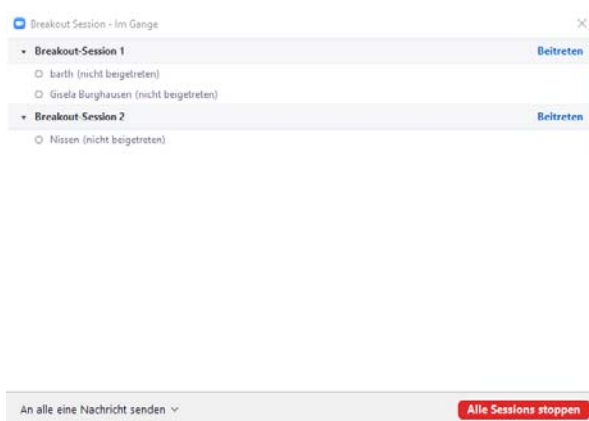 Breakout Session - Im Gange
Breakout-Session 1 Beitreten
barth (nicht beigetreten)
Gisela Burghausen (nicht beigetreten)
Breakout-Session 2 Beitreten
Nissen (nicht beigetreten)
An alle eine Nachricht senden Alle Sessions stoppen